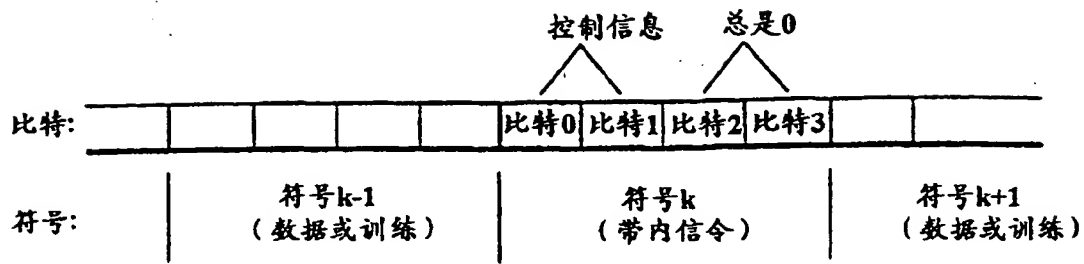 控制信息 总是0
比特: 比特0 比特1 比特2 比特3
符号k-1 符号k 符号k+1
符号: (数据或训练) (带内信令) (数据或训练)